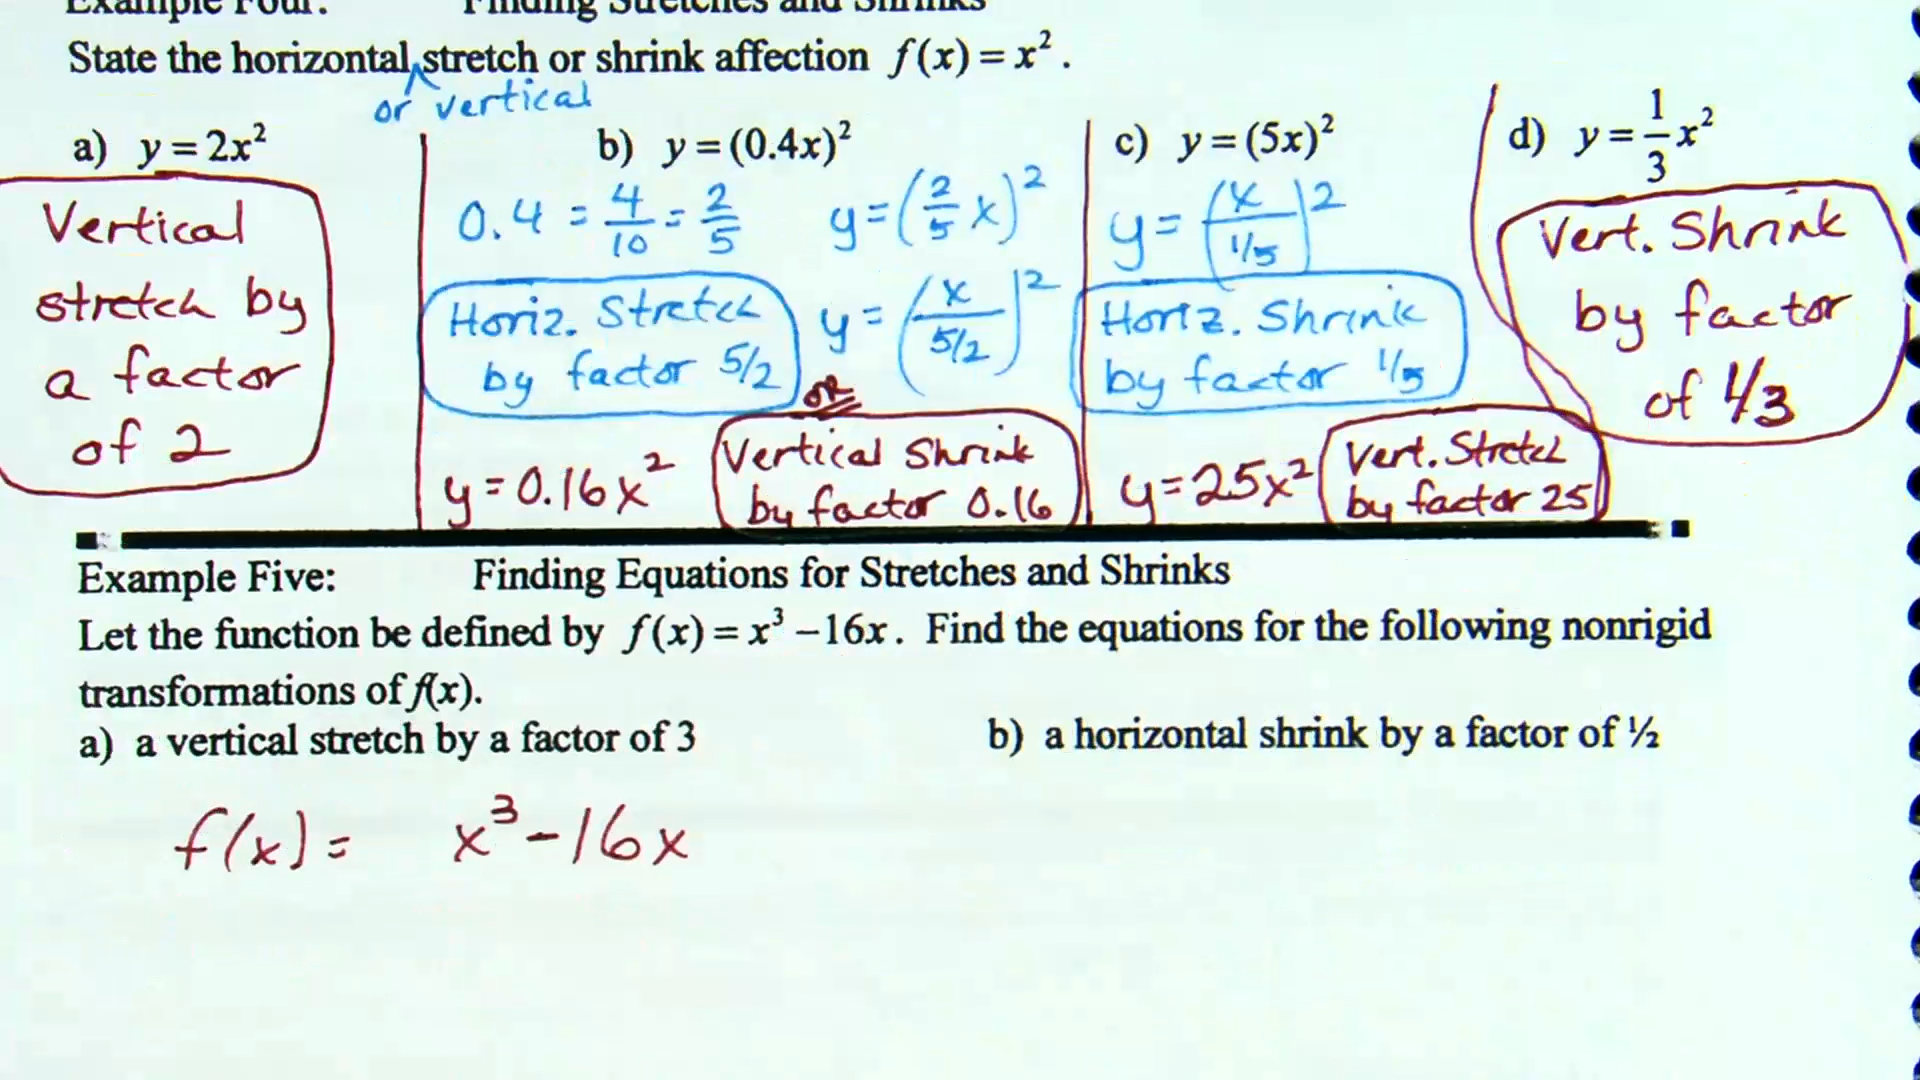 Example Four: Finding Stretches and Shrinks
State the horizontal stretch or shrink affection f(x) = x².
or vertical
a) y = 2x²
Vertical
stretch by
a factor
of 2
b) y = (0.4x)²
0.4 = 4/10 = 2/5 y = (2/5 x)²
Horiz. Stretch
by factor 5/2
y = (x / 5/2)²
or
y = 0.16x²
Vertical Shrink
by factor 0.16
c) y = (5x)²
y = (x / 1/5)²
Horiz. Shrink
by factor 1/5
y = 25x²
Vert. Stretch
by factor 25
d) y = 1/3 x²
Vert. Shrink
by factor
of 1/3
Example Five: Finding Equations for Stretches and Shrinks
Let the function be defined by f(x) = x³ – 16x. Find the equations for the following nonrigid
transformations of f(x).
a) a vertical stretch by a factor of 3
b) a horizontal shrink by a factor of ½
f(x) = x³ - 16x